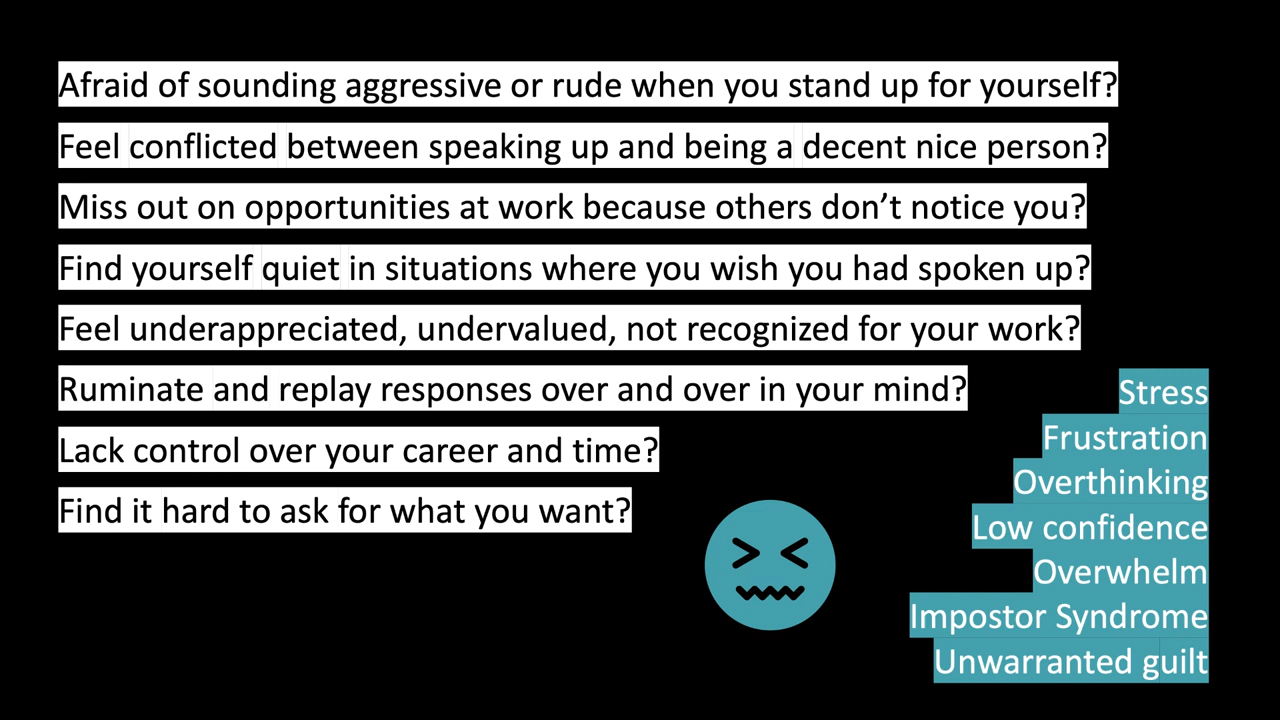 Afraid of sounding aggressive or rude when you stand up for yourself?
Feel conflicted between speaking up and being a decent nice person?
Miss out on opportunities at work because others don’t notice you?
Find yourself quiet in situations where you wish you had spoken up?
Feel underappreciated, undervalued, not recognized for your work?
Ruminate and replay responses over and over in your mind?
Lack control over your career and time?
Find it hard to ask for what you want?
Stress
Frustration
Overthinking
Low confidence
Overwhelm
Impostor Syndrome
Unwarranted guilt